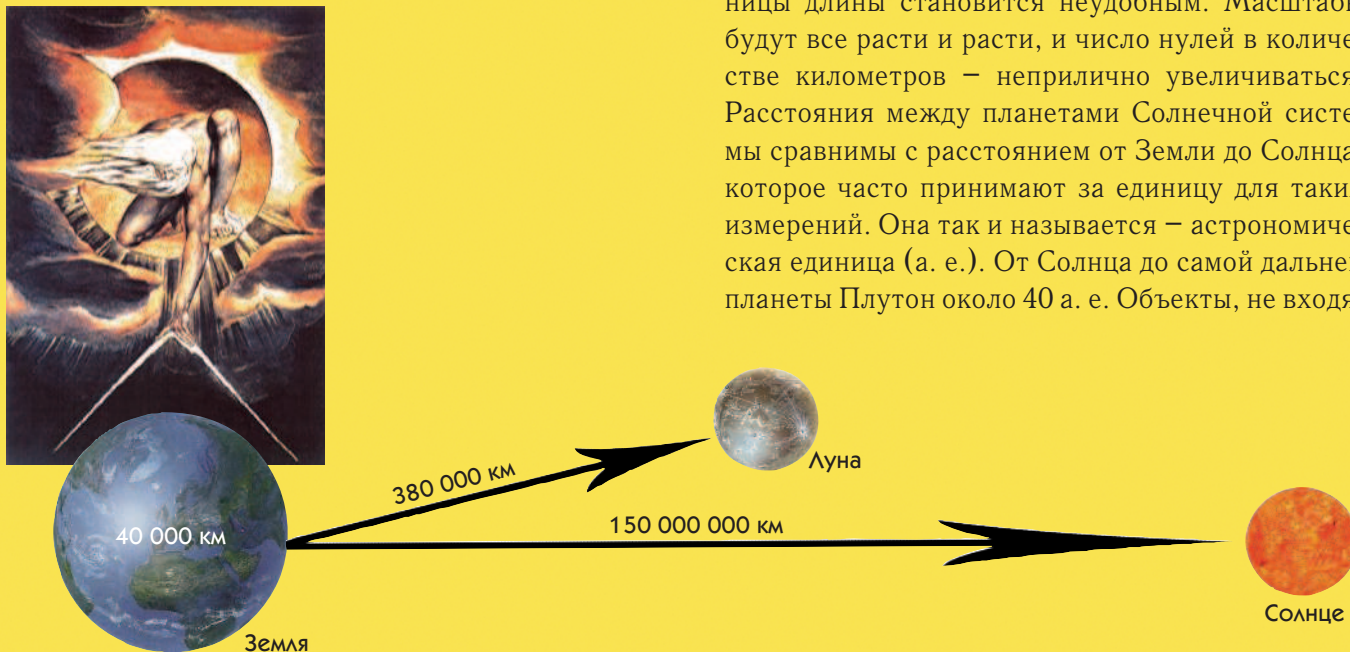 ницы длины становится неудобным. Масштабы
будут все расти и расти, и число нулей в количе
стве километров – неприлично увеличиваться
Расстояния между планетами Солнечной систе
мы сравнимы с расстоянием от Земли до Солнца
которое часто принимают за единицу для таких
измерений. Она так и называется – астрономиче
ская единица (а. е.). От Солнца до самой дальней
планеты Плутон около 40 а. е. Объекты, не входя
Луна
380 000 км
150 000 000 км
40 000 км
Солнце
Земля